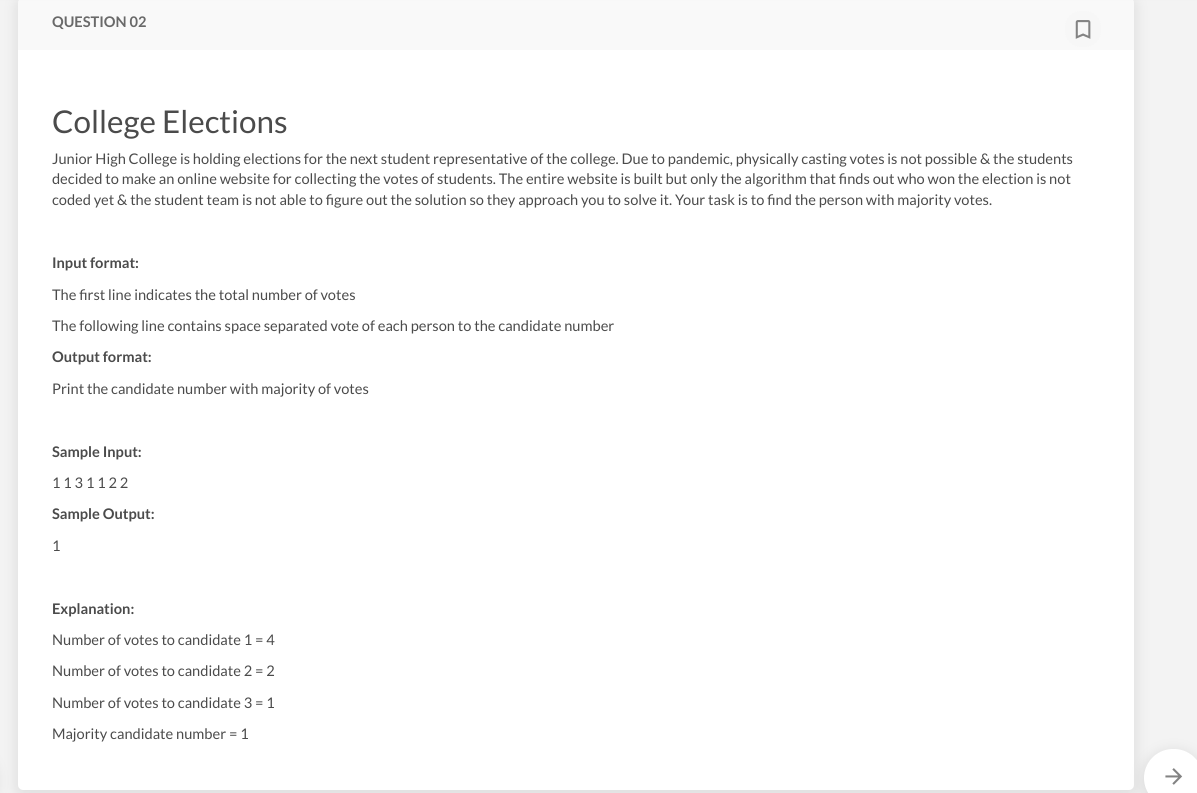 QUESTION 02
College Elections
Junior High College is holding elections for the next student representative of the college. Due to pandemic, physically casting votes is not possible & the students
decided to make an online website for collecting the votes of students. The entire website is built but only the algorithm that finds out who won the election is not
coded yet & the student team is not able to figure out the solution so they approach you to solve it. Your task is to find the person with majority votes.
Input format:
The first line indicates the total number of votes
The following line contains space separated vote of each person to the candidate number
Output format:
Print the candidate number with majority of votes
Sample Input:
1 1 3 1 1 2 2
Sample Output:
1
Explanation:
Number of votes to candidate 1 = 4
Number of votes to candidate 2 = 2
Number of votes to candidate 3 = 1
Majority candidate number = 1